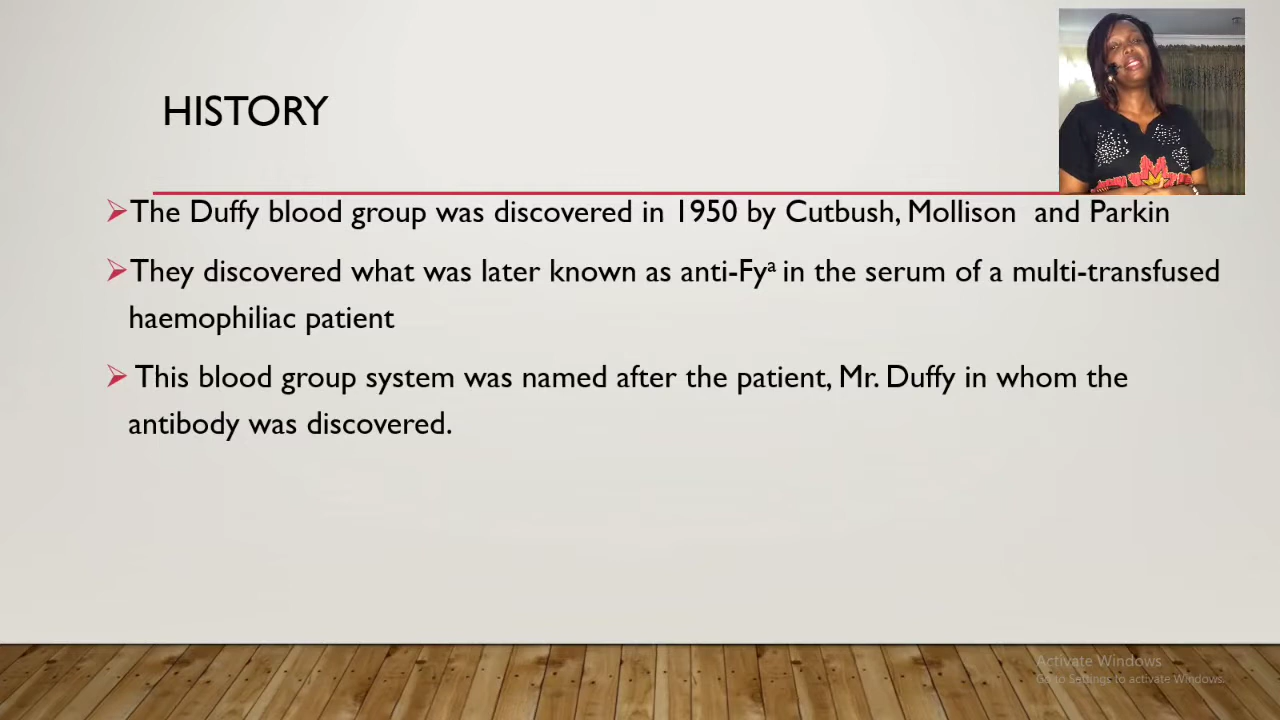 HISTORY
➢The Duffy blood group was discovered in 1950 by Cutbush, Mollison and Parkin
➢They discovered what was later known as anti-Fyᵃ in the serum of a multi-transfused
haemophiliac patient
➢ This blood group system was named after the patient, Mr. Duffy in whom the
antibody was discovered.
Activate Windows
Go to Settings to activate Windows.